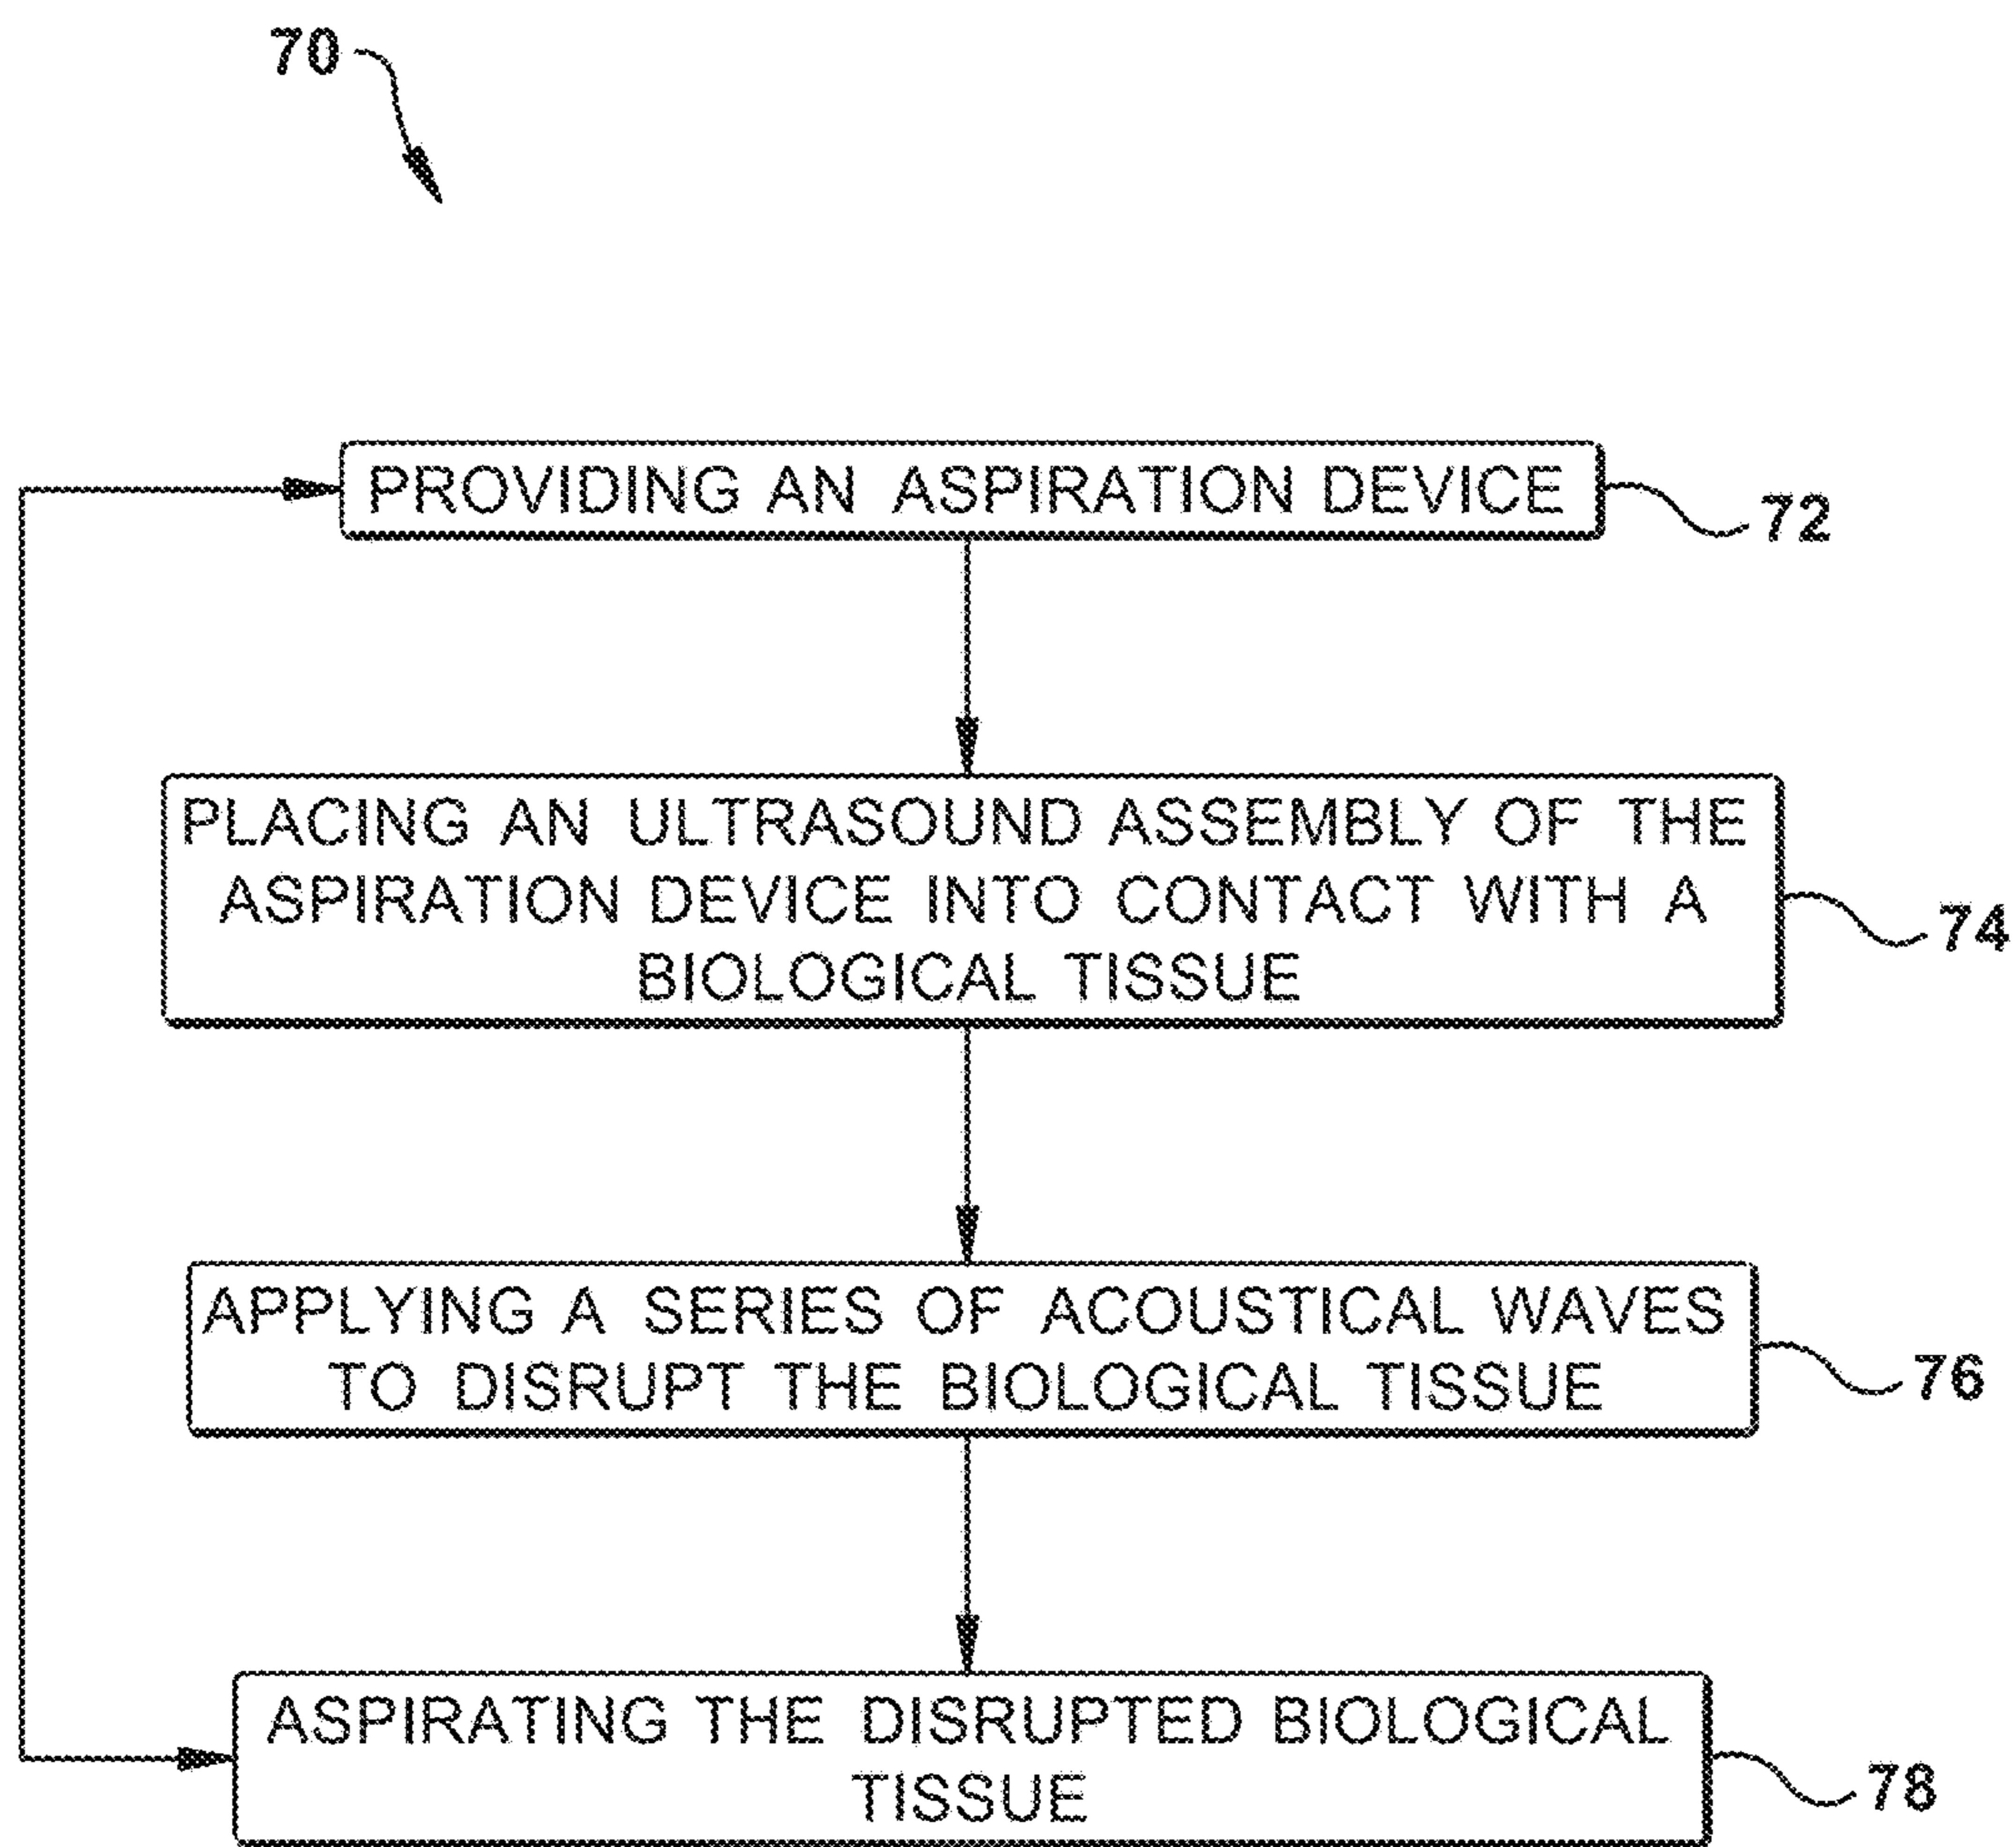 70
PROVIDING AN ASPIRATION DEVICE
72
PLACING AN ULTRASOUND ASSEMBLY OF THE
ASPIRATION DEVICE INTO CONTACT WITH A
BIOLOGICAL TISSUE
74
APPLYING A SERIES OF ACOUSTICAL WAVES
TO DISRUPT THE BIOLOGICAL TISSUE
76
ASPIRATING THE DISRUPTED BIOLOGICAL
TISSUE
78